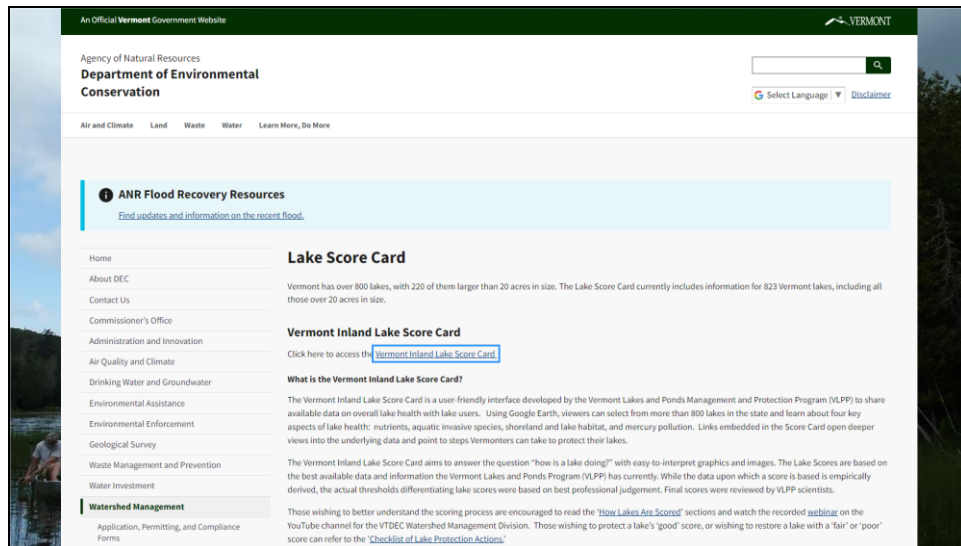 An Official Vermont Government Website
VERMONT
Agency of Natural Resources
Department of Environmental
Conservation
Select Language ▼
Disclaimer
Air and Climate
Land
Waste
Water
Learn More, Do More
ANR Flood Recovery Resources
Find updates and information on the recent flood.
Home
About DEC
Contact Us
Commissioner's Office
Administration and Innovation
Air Quality and Climate
Drinking Water and Groundwater
Environmental Assistance
Environmental Enforcement
Geological Survey
Waste Management and Prevention
Water Investment
Watershed Management
Application, Permitting, and Compliance
Forms
Lake Score Card
Vermont has over 800 lakes, with 220 of them larger than 20 acres in size. The Lake Score Card currently includes information for 823 Vermont lakes, including all
those over 20 acres in size.
Vermont Inland Lake Score Card
Click here to access the Vermont Inland Lake Score Card
What is the Vermont Inland Lake Score Card?
The Vermont Inland Lake Score Card is a user-friendly interface developed by the Vermont Lakes and Ponds Management and Protection Program (VLPP) to share
available data on overall lake health with lake users. Using Google Earth, viewers can select from more than 800 lakes in the state and learn about four key
aspects of lake health: nutrients, aquatic invasive species, shoreland and lake habitat, and mercury pollution. Links embedded in the Score Card open deeper
views into the underlying data and point to steps Vermonters can take to protect their lakes.
The Vermont Inland Lake Score Card aims to answer the question "how is a lake doing?" with easy-to-interpret graphics and images. The Lake Scores are based on
the best available data and information the Vermont Lakes and Ponds Program (VLPP) has currently. While the data upon which a score is based is empirically
derived, the actual thresholds differentiating lake scores were based on best professional judgement. Final scores were reviewed by VLPP scientists.
Those wishing to better understand the scoring process are encouraged to read the 'How Lakes Are Scored' sections and watch the recorded webinar on the
YouTube channel for the VTDEC Watershed Management Division. Those wishing to protect a lake's 'good' score, or wishing to restore a lake with a 'fair' or 'poor'
score can refer to the 'Checklist of Lake Protection Actions.'